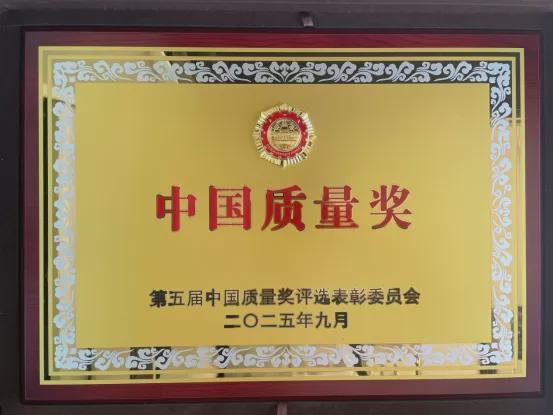 中国质量奖
第五届中国质量奖评选表彰委员会
二〇二五年九月